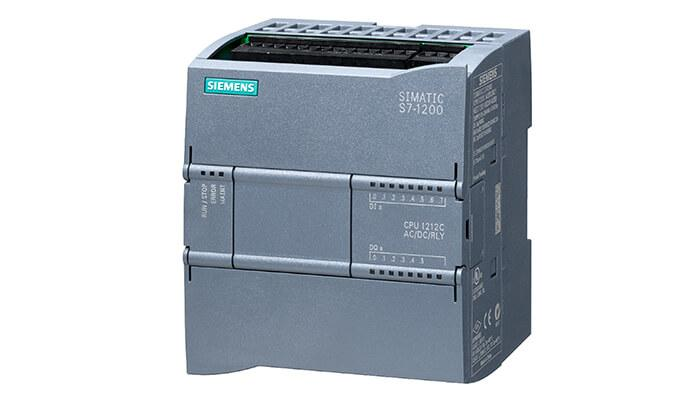 SIEMENS
SIMATIC
S7-1200
RUN / STOP
ERROR
MAINT
0 .1 .2 .3 .4 .5 .6 .7
DI a
CPU 1212C
AC/DC/RLY
DQ a
0 .1 .2 .3 .4 .5